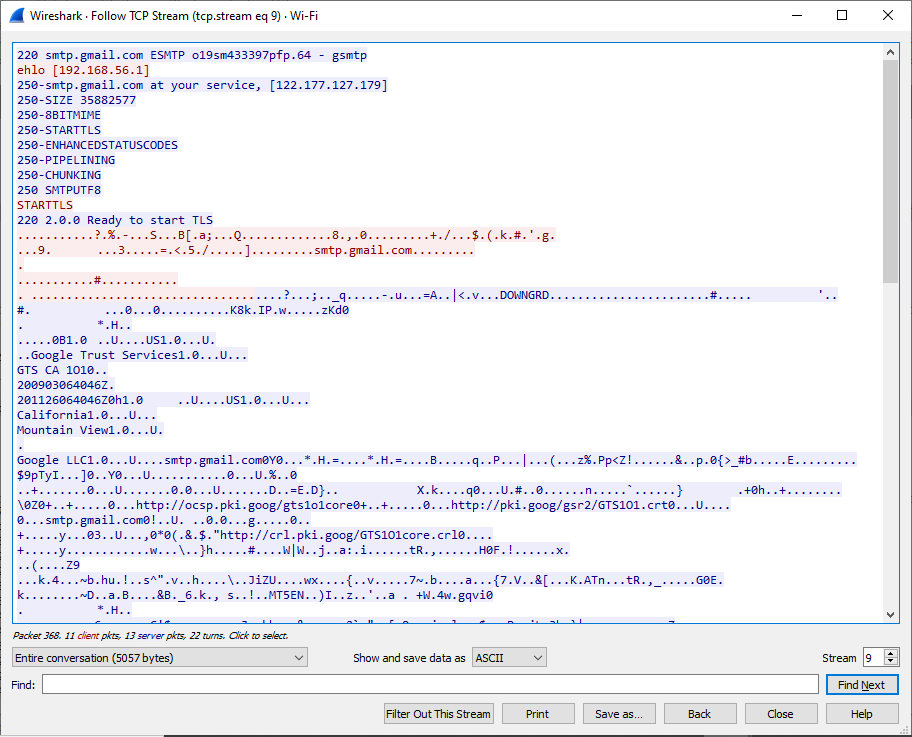 Wireshark · Follow TCP Stream (tcp.stream eq 9) · Wi-Fi
220 smtp.gmail.com ESMTP o19sm433397pfp.64 - gsmtp
ehlo [192.168.56.1]
250-smtp.gmail.com at your service, [122.177.127.179]
250-SIZE 35882577
250-8BITMIME
250-STARTTLS
250-ENHANCEDSTATUSCODES
250-PIPELINING
250-CHUNKING
250 SMTPUTF8
STARTTLS
220 2.0.0 Ready to start TLS
...........?.%.-...S...B[.a;...Q.............8.,.0.........+./...$.(.k.#.'.g.
...9. ...3.....=.<.5./.....].........smtp.gmail.com.........
.
...........#...........
. ....................................?...;.._q.....-.u...=A..|<.v...DOWNGRD.......................#..... '..
#. ...0...0..........K8k.IP.w.....zKd0
. *.H..
.....0B1.0 ..U....US1.0...U.
..Google Trust Services1.0...U...
GTS CA 1O10..
200903064046Z.
201126064046Z0h1.0 ..U....US1.0...U...
California1.0...U...
Mountain View1.0...U.
.
Google LLC1.0...U....smtp.gmail.com0Y0...*.H.=....*.H.=....B.....q..P...|...(...z%.Pp<Z!......&..p.0{>_#b.....E.........
$9pTyI...]0..Y0...U...........0...U.%..0
..+.......0...U.......0.0...U.......D..=E.D}.. X.k....q0...U.#..0......n.....`......} .+0h..+........
\0Z0+..+.....0...http://ocsp.pki.goog/gts1o1core0+..+.....0...http://pki.goog/gsr2/GTS1O1.crt0...U....
0...smtp.gmail.com0!..U. ..0.0...g.....0..
+.....y...03..U...,0*0(.&.$."http://crl.pki.goog/GTS1O1core.crl0....
+.....y............w...\..}h.....#....W|W..j..a:.i......tR.,......H0F.!......x.
..(....Z9
...k.4...~b.hu.!..s^".v..h....\..JiZU....wx....{..v.....7~.b....a...{7.V..&[...K.ATn...tR.,_.....G0E.
k........~D..a.B....&B._6.k., s..!..MT5EN..)I..z..'..a . +W.4w.gqvi0
. *.H..
Packet 368. 11 client pkts, 13 server pkts, 22 turns. Click to select.
Entire conversation (5057 bytes) Show and save data as ASCII Stream 9
Find: Find Next
Filter Out This Stream Print Save as… Back Close Help